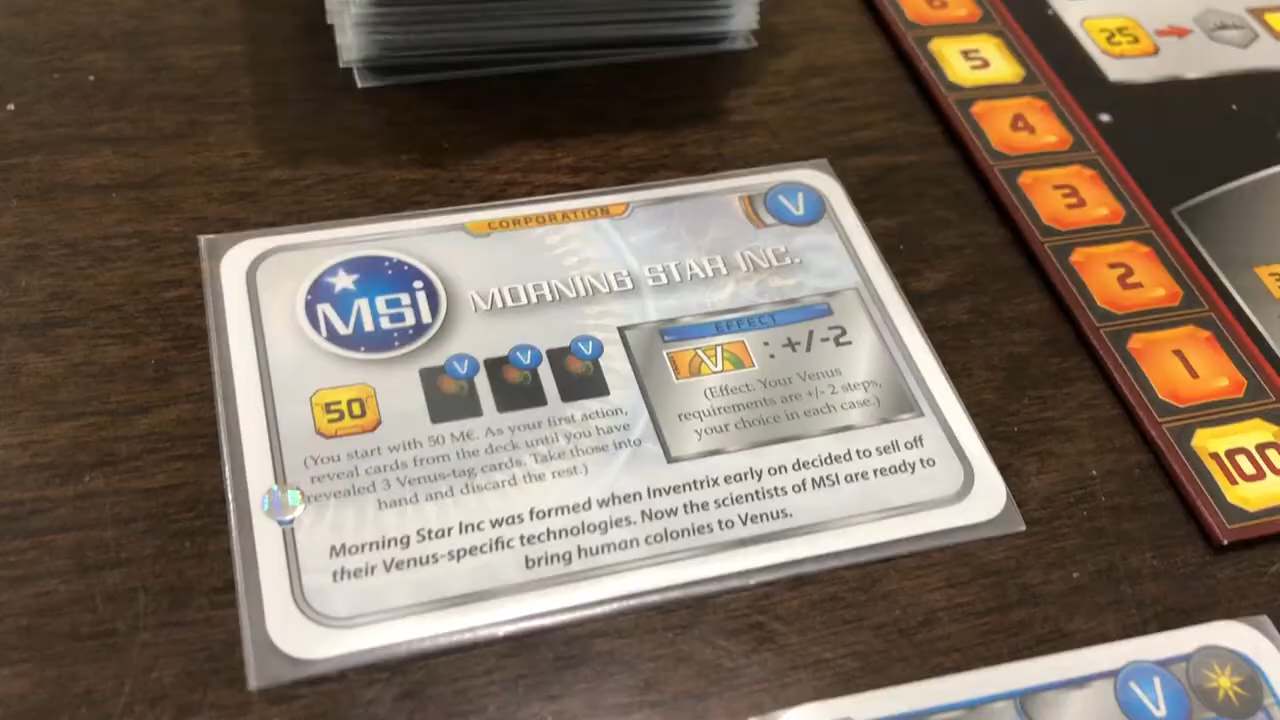 6
25
5
4
3
2
1
100
CORPORATION
V
MSi
MORNING STAR INC.
V
V
V
50
(You start with 50 M€. As your first action,
reveal cards from the deck until you have
revealed 3 Venus-tag cards. Take those into
hand and discard the rest.)
EFFECT
V : +/-2
(Effect: Your Venus
requirements are +/- 2 steps,
your choice in each case.)
Morning Star Inc was formed when Inventrix early on decided to sell off
their Venus-specific technologies. Now the scientists of MSI are ready to
bring human colonies to Venus.
V